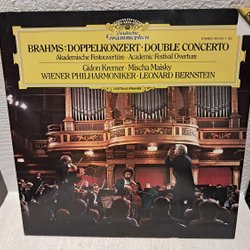 Deutsche
Grammophon
BRAHMS: DOPPELKONZERT · DOUBLE CONCERTO
Akademische Festouvertüre · Academic Festival Overture
Gidon Kremer · Mischa Maisky
WIENER PHILHARMONIKER · LEONARD BERNSTEIN